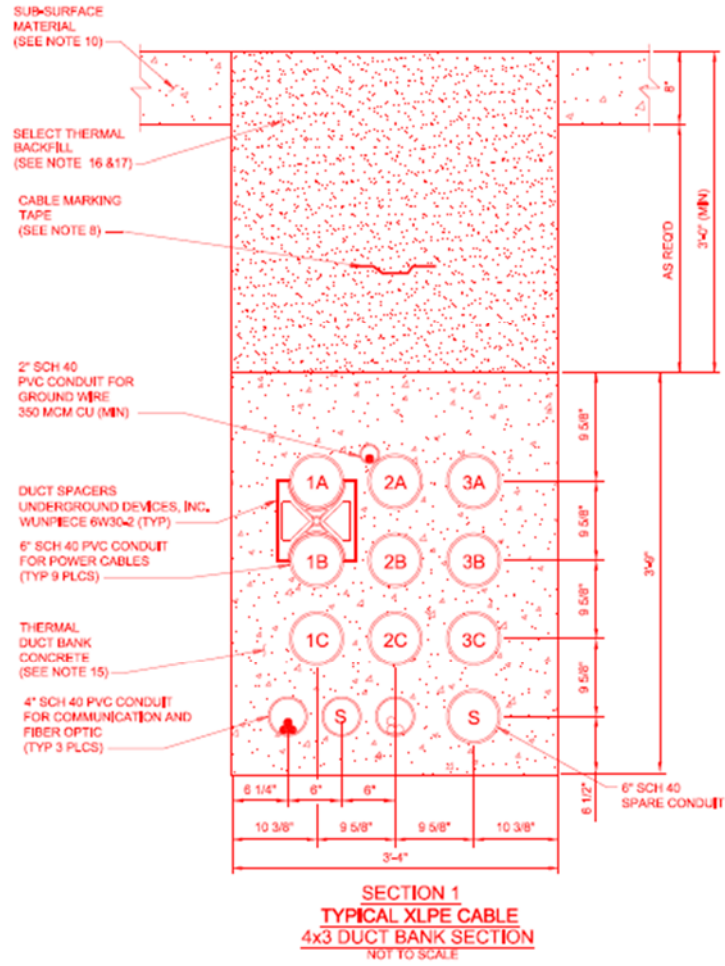 SUB-SURFACE
MATERIAL
(SEE NOTE 10)
SELECT THERMAL
BACKFILL
(SEE NOTE 16 &17)
CABLE MARKING
TAPE
(SEE NOTE 8)
8"
AS REQ'D
3'-0" (MIN)
2" SCH 40
PVC CONDUIT FOR
GROUND WIRE
350 MCM CU (MIN)
DUCT SPACERS
UNDERGROUND DEVICES, INC.
WUNPIECE 6W30-2 (TYP)
6" SCH 40 PVC CONDUIT
FOR POWER CABLES
(TYP 9 PLCS)
THERMAL
DUCT BANK
CONCRETE
(SEE NOTE 15)
4" SCH 40 PVC CONDUIT
FOR COMMUNICATION AND
FIBER OPTIC
(TYP 3 PLCS)
1A 2A 3A
1B 2B 3B
1C 2C 3C
S S
9 5/8"
9 5/8"
9 5/8"
9 5/8"
6 1/2"
3'-9"
6" SCH 40
SPARE CONDUIT
6 1/4" 6" 6"
10 3/8" 9 5/8" 9 5/8" 10 3/8"
3'-4"
SECTION 1
TYPICAL XLPE CABLE
4x3 DUCT BANK SECTION
NOT TO SCALE